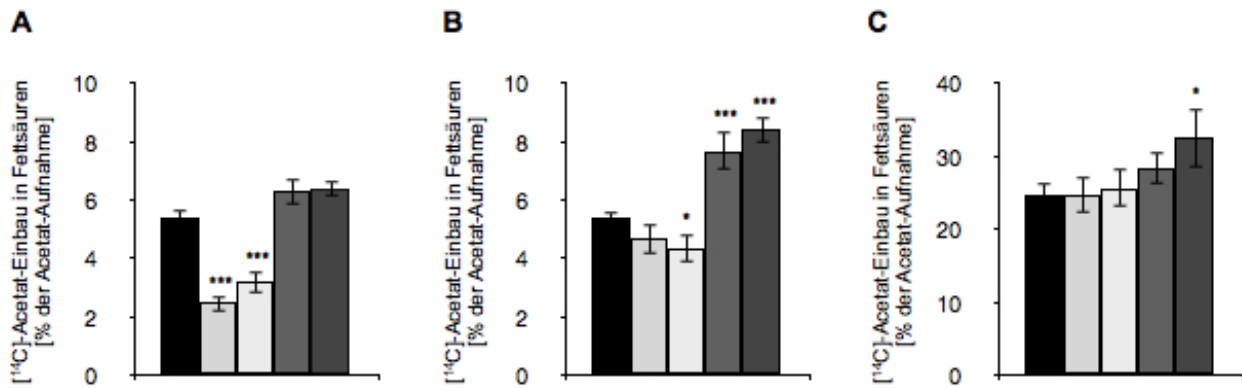 A
[¹⁴C]-Acetat-Einbau in Fettsäuren
[% der Acetat-Aufnahme]
10
8
6
4
2
0
***
***
B
[¹⁴C]-Acetat-Einbau in Fettsäuren
[% der Acetat-Aufnahme]
10
8
6
4
2
0
*
***
***
C
[¹⁴C]-Acetat-Einbau in Fettsäuren
[% der Acetat-Aufnahme]
40
30
20
10
0
*